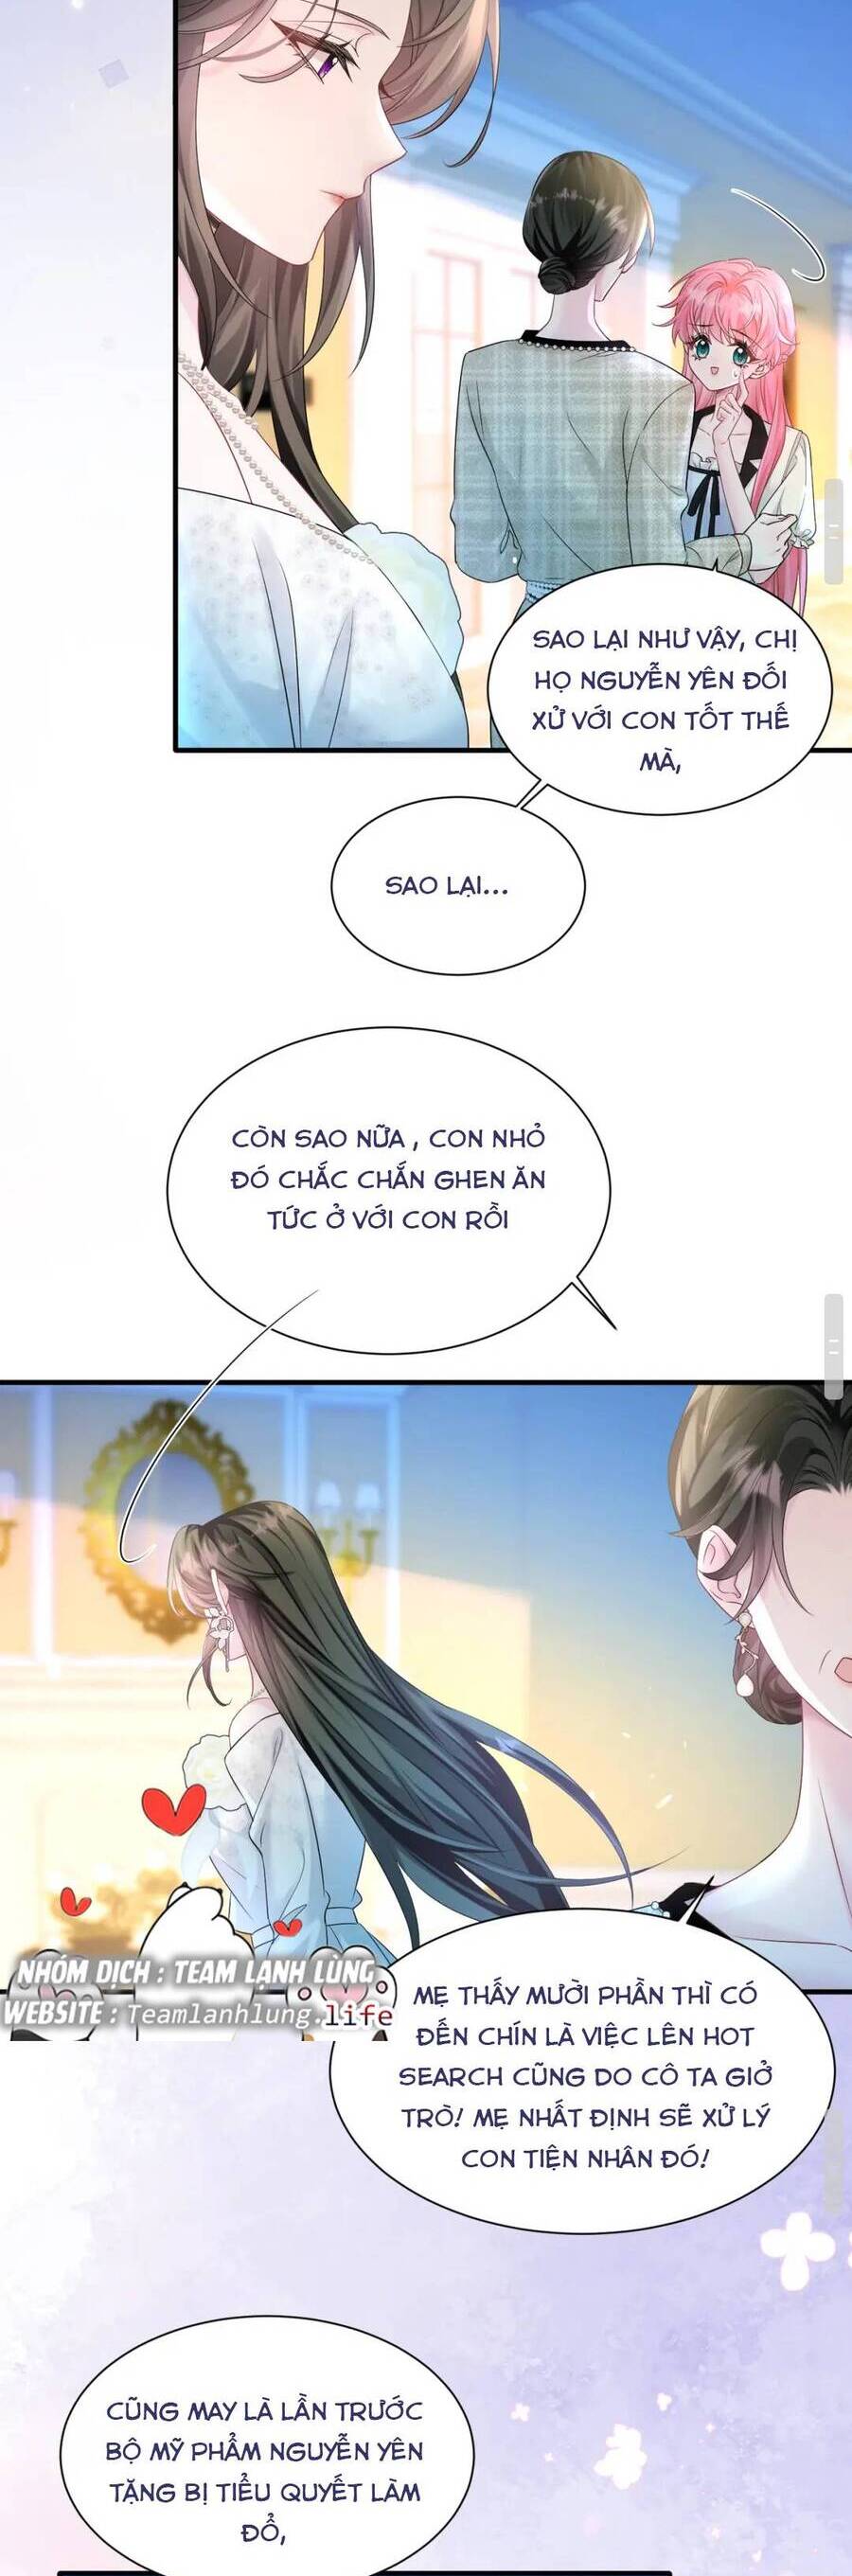 SAO LẠI NHƯ VẬY, CHỊ
HỌ NGUYỄN YÊN ĐỐI
XỬ VỚI CON TỐT THẾ
MÀ,
SAO LẠI...
CÒN SAO NỮA , CON NHỎ
ĐÓ CHẮC CHẮN GHEN ĂN
TỨC Ở VỚI CON RỒI
NHÓM DỊCH : TEAM LẠNH LÙNG
WEBSITE : Teamlanhlung.life
MẸ THẤY MƯỜI PHẦN THÌ CÓ
ĐẾN CHÍN LÀ VIỆC LÊN HOT
SEARCH CŨNG DO CÔ TA GIỞ
TRÒ! MẸ NHẤT ĐỊNH SẼ XỬ LÝ
CON TIỆN NHÂN ĐÓ!
CŨNG MAY LÀ LẦN TRƯỚC
BỘ MỸ PHẨM NGUYỄN YÊN
TẶNG BỊ TIỂU QUYẾT LÀM
ĐỔ,